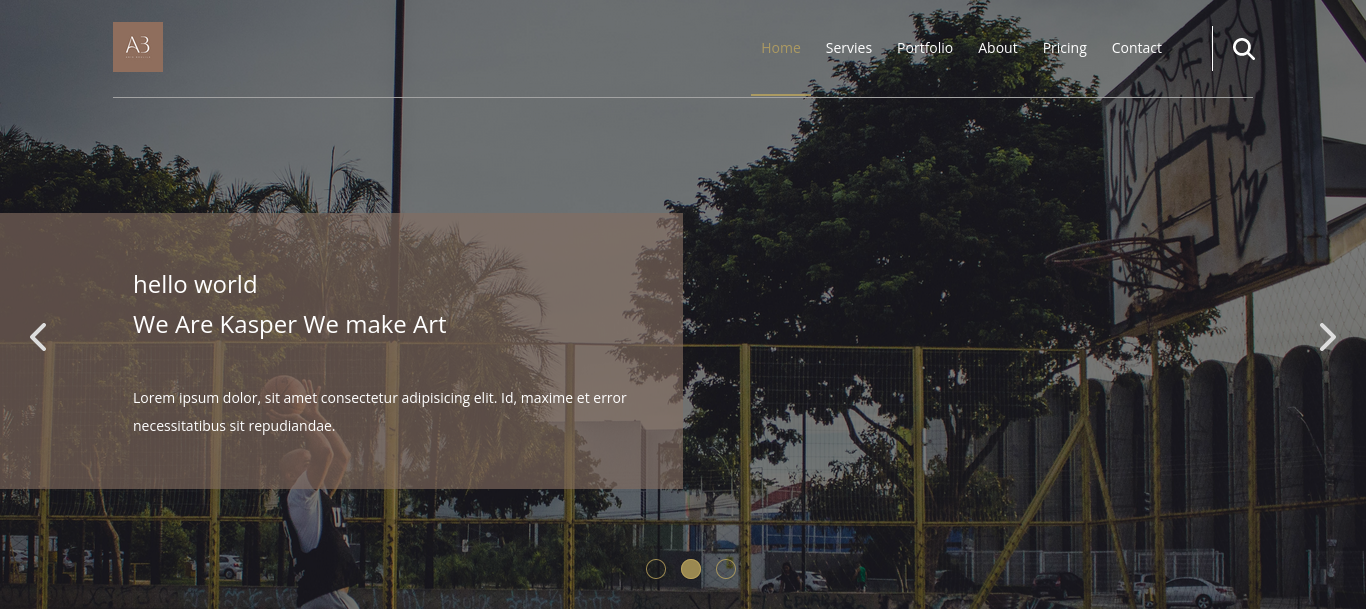 AB
Home Servies Portfolio About Pricing Contact
hello world
We Are Kasper We make Art
Lorem ipsum dolor, sit amet consectetur adipisicing elit. Id, maxime et error
necessitatibus sit repudiandae.